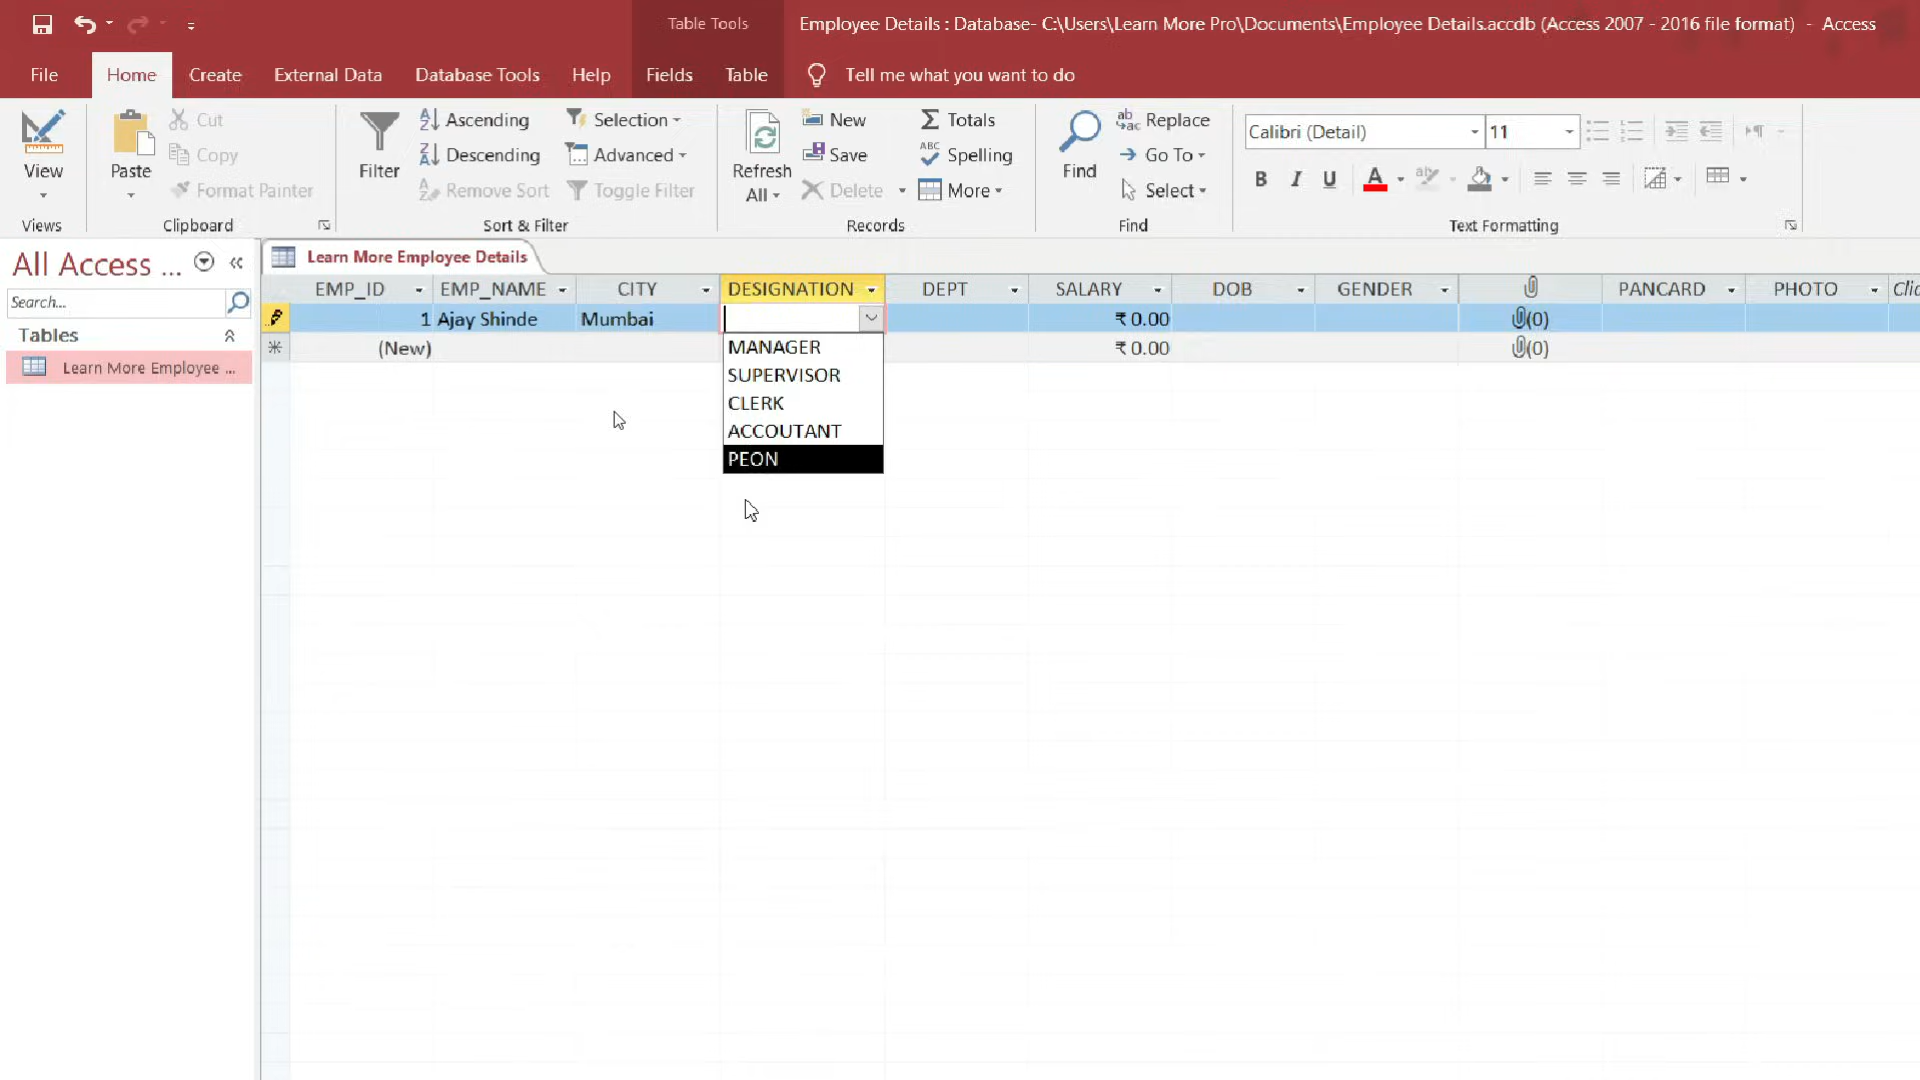 Table Tools
Employee Details : Database- C:\Users\Learn More Pro\Documents\Employee Details.accdb (Access 2007 - 2016 file format) - Access
File Home Create External Data Database Tools Help Fields Table Tell me what you want to do
View
Views
Paste
Cut
Copy
Format Painter
Clipboard
Filter
Ascending
Descending
Remove Sort
Selection
Advanced
Toggle Filter
Sort & Filter
Refresh
All
New
Save
Delete
Totals
Spelling
More
Records
Find
Replace
Go To
Select
Find
Calibri (Detail) 11
B I U A
Text Formatting
All Access ...
Search...
Tables
Learn More Employee ...
Learn More Employee Details
EMP_ID EMP_NAME CITY DESIGNATION DEPT SALARY DOB GENDER PANCARD PHOTO Clic
1 Ajay Shinde Mumbai ₹ 0.00 (0)
(New) ₹ 0.00 (0)
MANAGER
SUPERVISOR
CLERK
ACCOUTANT
PEON